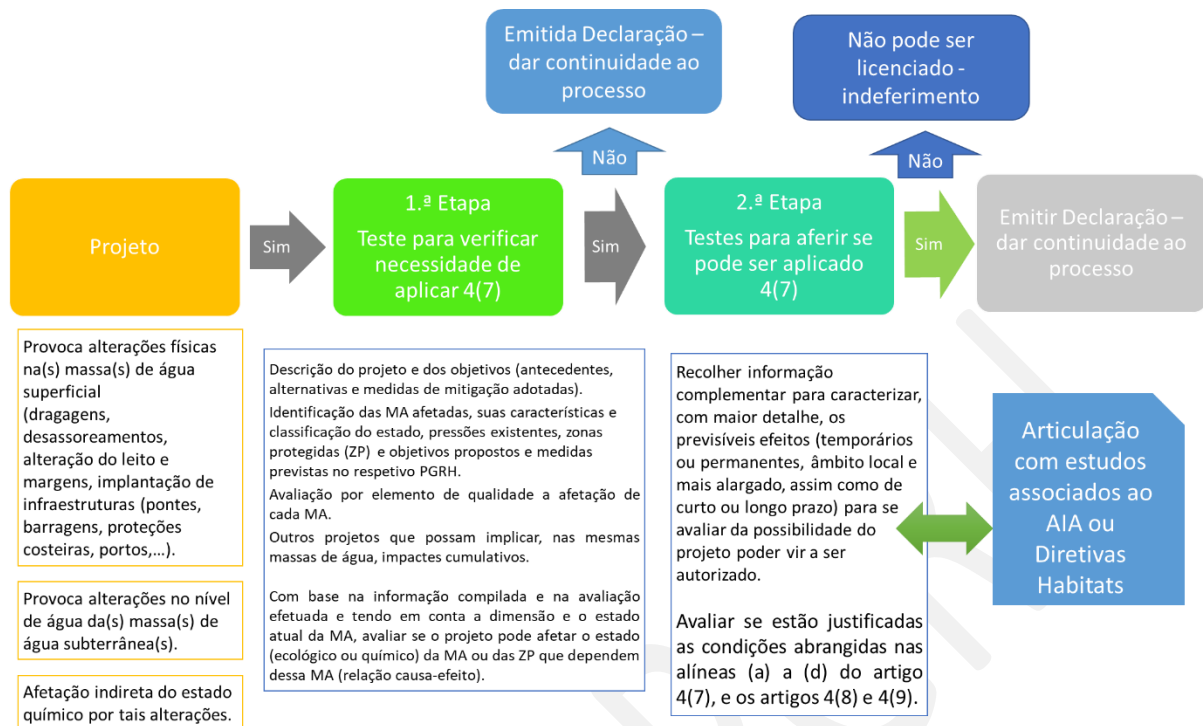 Emitida Declaração –
dar continuidade ao
processo
Não pode ser
licenciado -
indeferimento
Não
Não
Projeto
Sim
1.ª Etapa
Teste para verificar
necessidade de
aplicar 4(7)
Sim
2.ª Etapa
Testes para aferir se
pode ser aplicado
4(7)
Sim
Emitir Declaração –
dar continuidade ao
processo
Provoca alterações físicas
na(s) massa(s) de água
superficial
(dragagens,
desassoreamentos,
alteração do leito e
margens, implantação de
infraestruturas (pontes,
barragens, proteções
costeiras, portos,...).
Provoca alterações no nível
de água da(s) massa(s) de
água subterrânea(s).
Afetação indireta do estado
químico por tais alterações.
Descrição do projeto e dos objetivos (antecedentes,
alternativas e medidas de mitigação adotadas).
Identificação das MA afetadas, suas características e
classificação do estado, pressões existentes, zonas
protegidas (ZP) e objetivos propostos e medidas
previstas no respetivo PGRH.
Avaliação por elemento de qualidade a afetação de
cada MA.
Outros projetos que possam implicar, nas mesmas
massas de água, impactes cumulativos.
Com base na informação compilada e na avaliação
efetuada e tendo em conta a dimensão e o estado
atual da MA, avaliar se o projeto pode afetar o estado
(ecológico ou químico) da MA ou das ZP que dependem
dessa MA (relação causa-efeito).
Recolher informação
complementar para caracterizar,
com maior detalhe, os
previsíveis efeitos (temporários
ou permanentes, âmbito local e
mais alargado, assim como de
curto ou longo prazo) para se
avaliar da possibilidade do
projeto poder vir a ser
autorizado.
Avaliar se estão justificadas
as condições abrangidas nas
alíneas (a) a (d) do artigo
4(7), e os artigos 4(8) e 4(9).
Articulação
com estudos
associados ao
AIA ou
Diretivas
Habitats